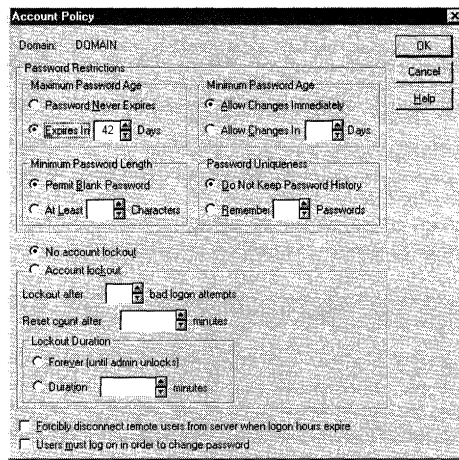 Account Policy
Domain: DOMAIN
OK
Cancel
Help
Password Restrictions
Maximum Password Age
Password Never Expires
Expires In 42 Days
Minimum Password Age
Allow Changes Immediately
Allow Changes In Days
Minimum Password Length
Permit Blank Password
At Least Characters
Password Uniqueness
Do Not Keep Password History
Remember Passwords
No account lockout
Account lockout
Lockout after bad logon attempts
Reset count after minutes
Lockout Duration
Forever (until admin unlocks)
Duration minutes
Forcibly disconnect remote users from server when logon hours expire
Users must log on in order to change password